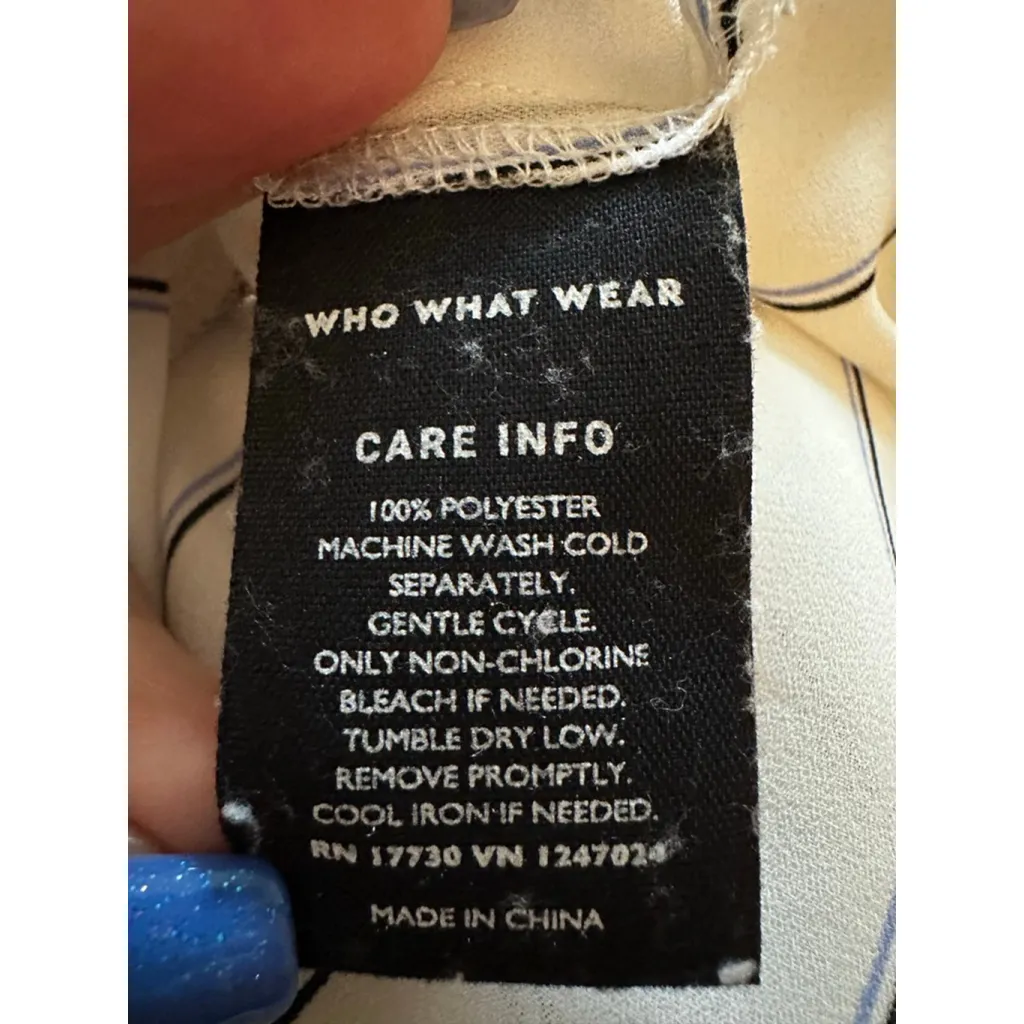 WHO WHAT WEAR
CARE INFO
100% POLYESTER
MACHINE WASH COLD
SEPARATELY.
GENTLE CYCLE.
ONLY NON-CHLORINE
BLEACH IF NEEDED.
TUMBLE DRY LOW.
REMOVE PROMPTLY.
COOL IRON IF NEEDED.
RN 17730 VN
MADE IN CHINA